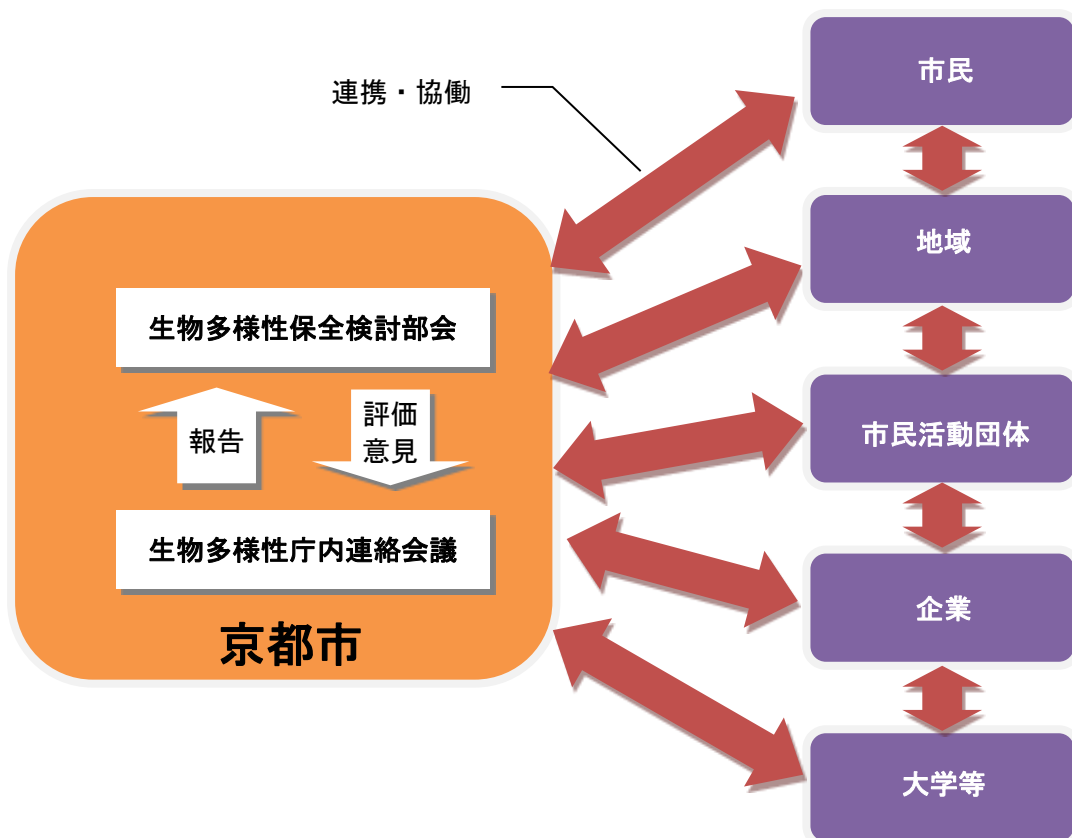 連携・協働
市民
地域
市民活動団体
企業
大学等
生物多様性保全検討部会
報告
評価
意見
生物多様性庁内連絡会議
京都市